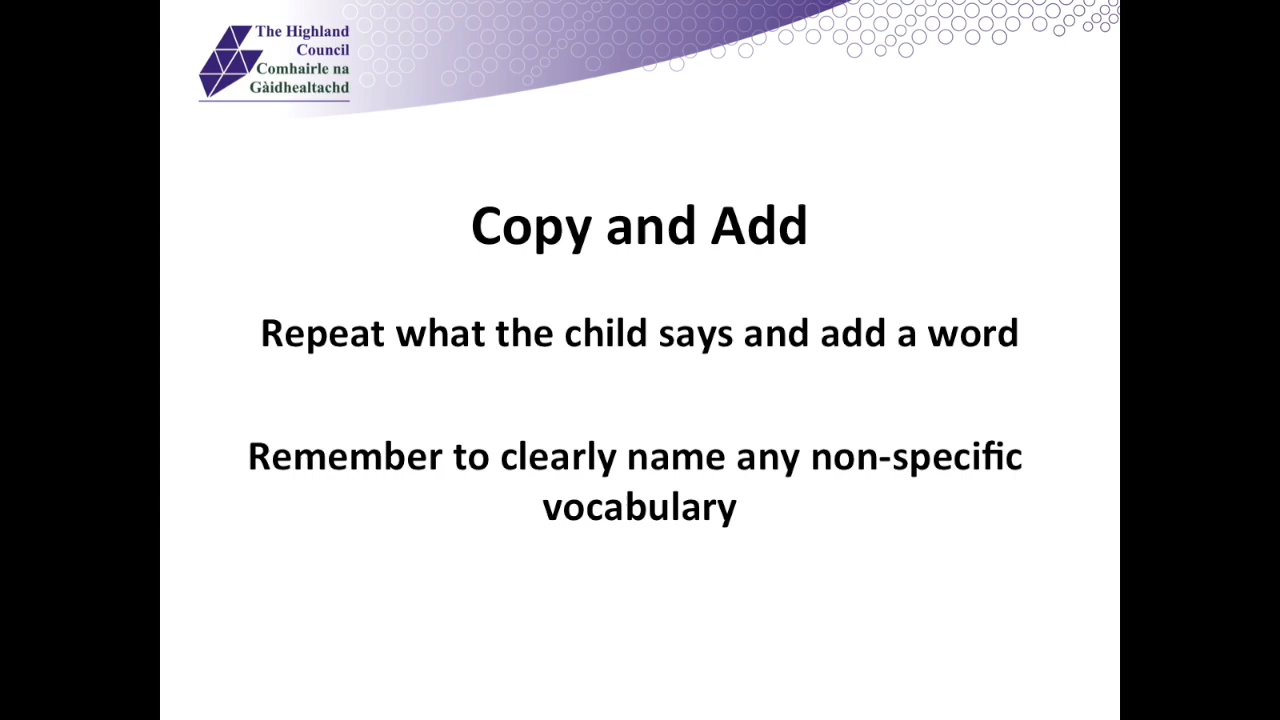 The Highland
Council
Comhairle na
Gàidhealtachd
Copy and Add
Repeat what the child says and add a word
Remember to clearly name any non-specific
vocabulary